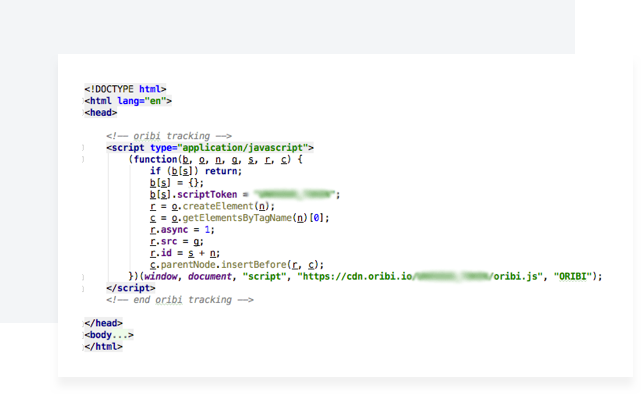 <!DOCTYPE html>
<html lang="en">
<head>
<!-- oribi tracking -->
<script type="application/javascript">
(function(b, o, n, g, s, r, c) {
if (b[s]) return;
b[s] = {};
b[s].scriptToken = "";
r = o.createElement(n);
c = o.getElementsByTagName(n)[0];
r.async = 1;
r.src = g;
r.id = s + n;
c.parentNode.insertBefore(r, c);
})(window, document, "script", "https://cdn.oribi.io//oribi.js", "ORIBI");
</script>
<!-- end oribi tracking -->
</head>
<body...>
</html>